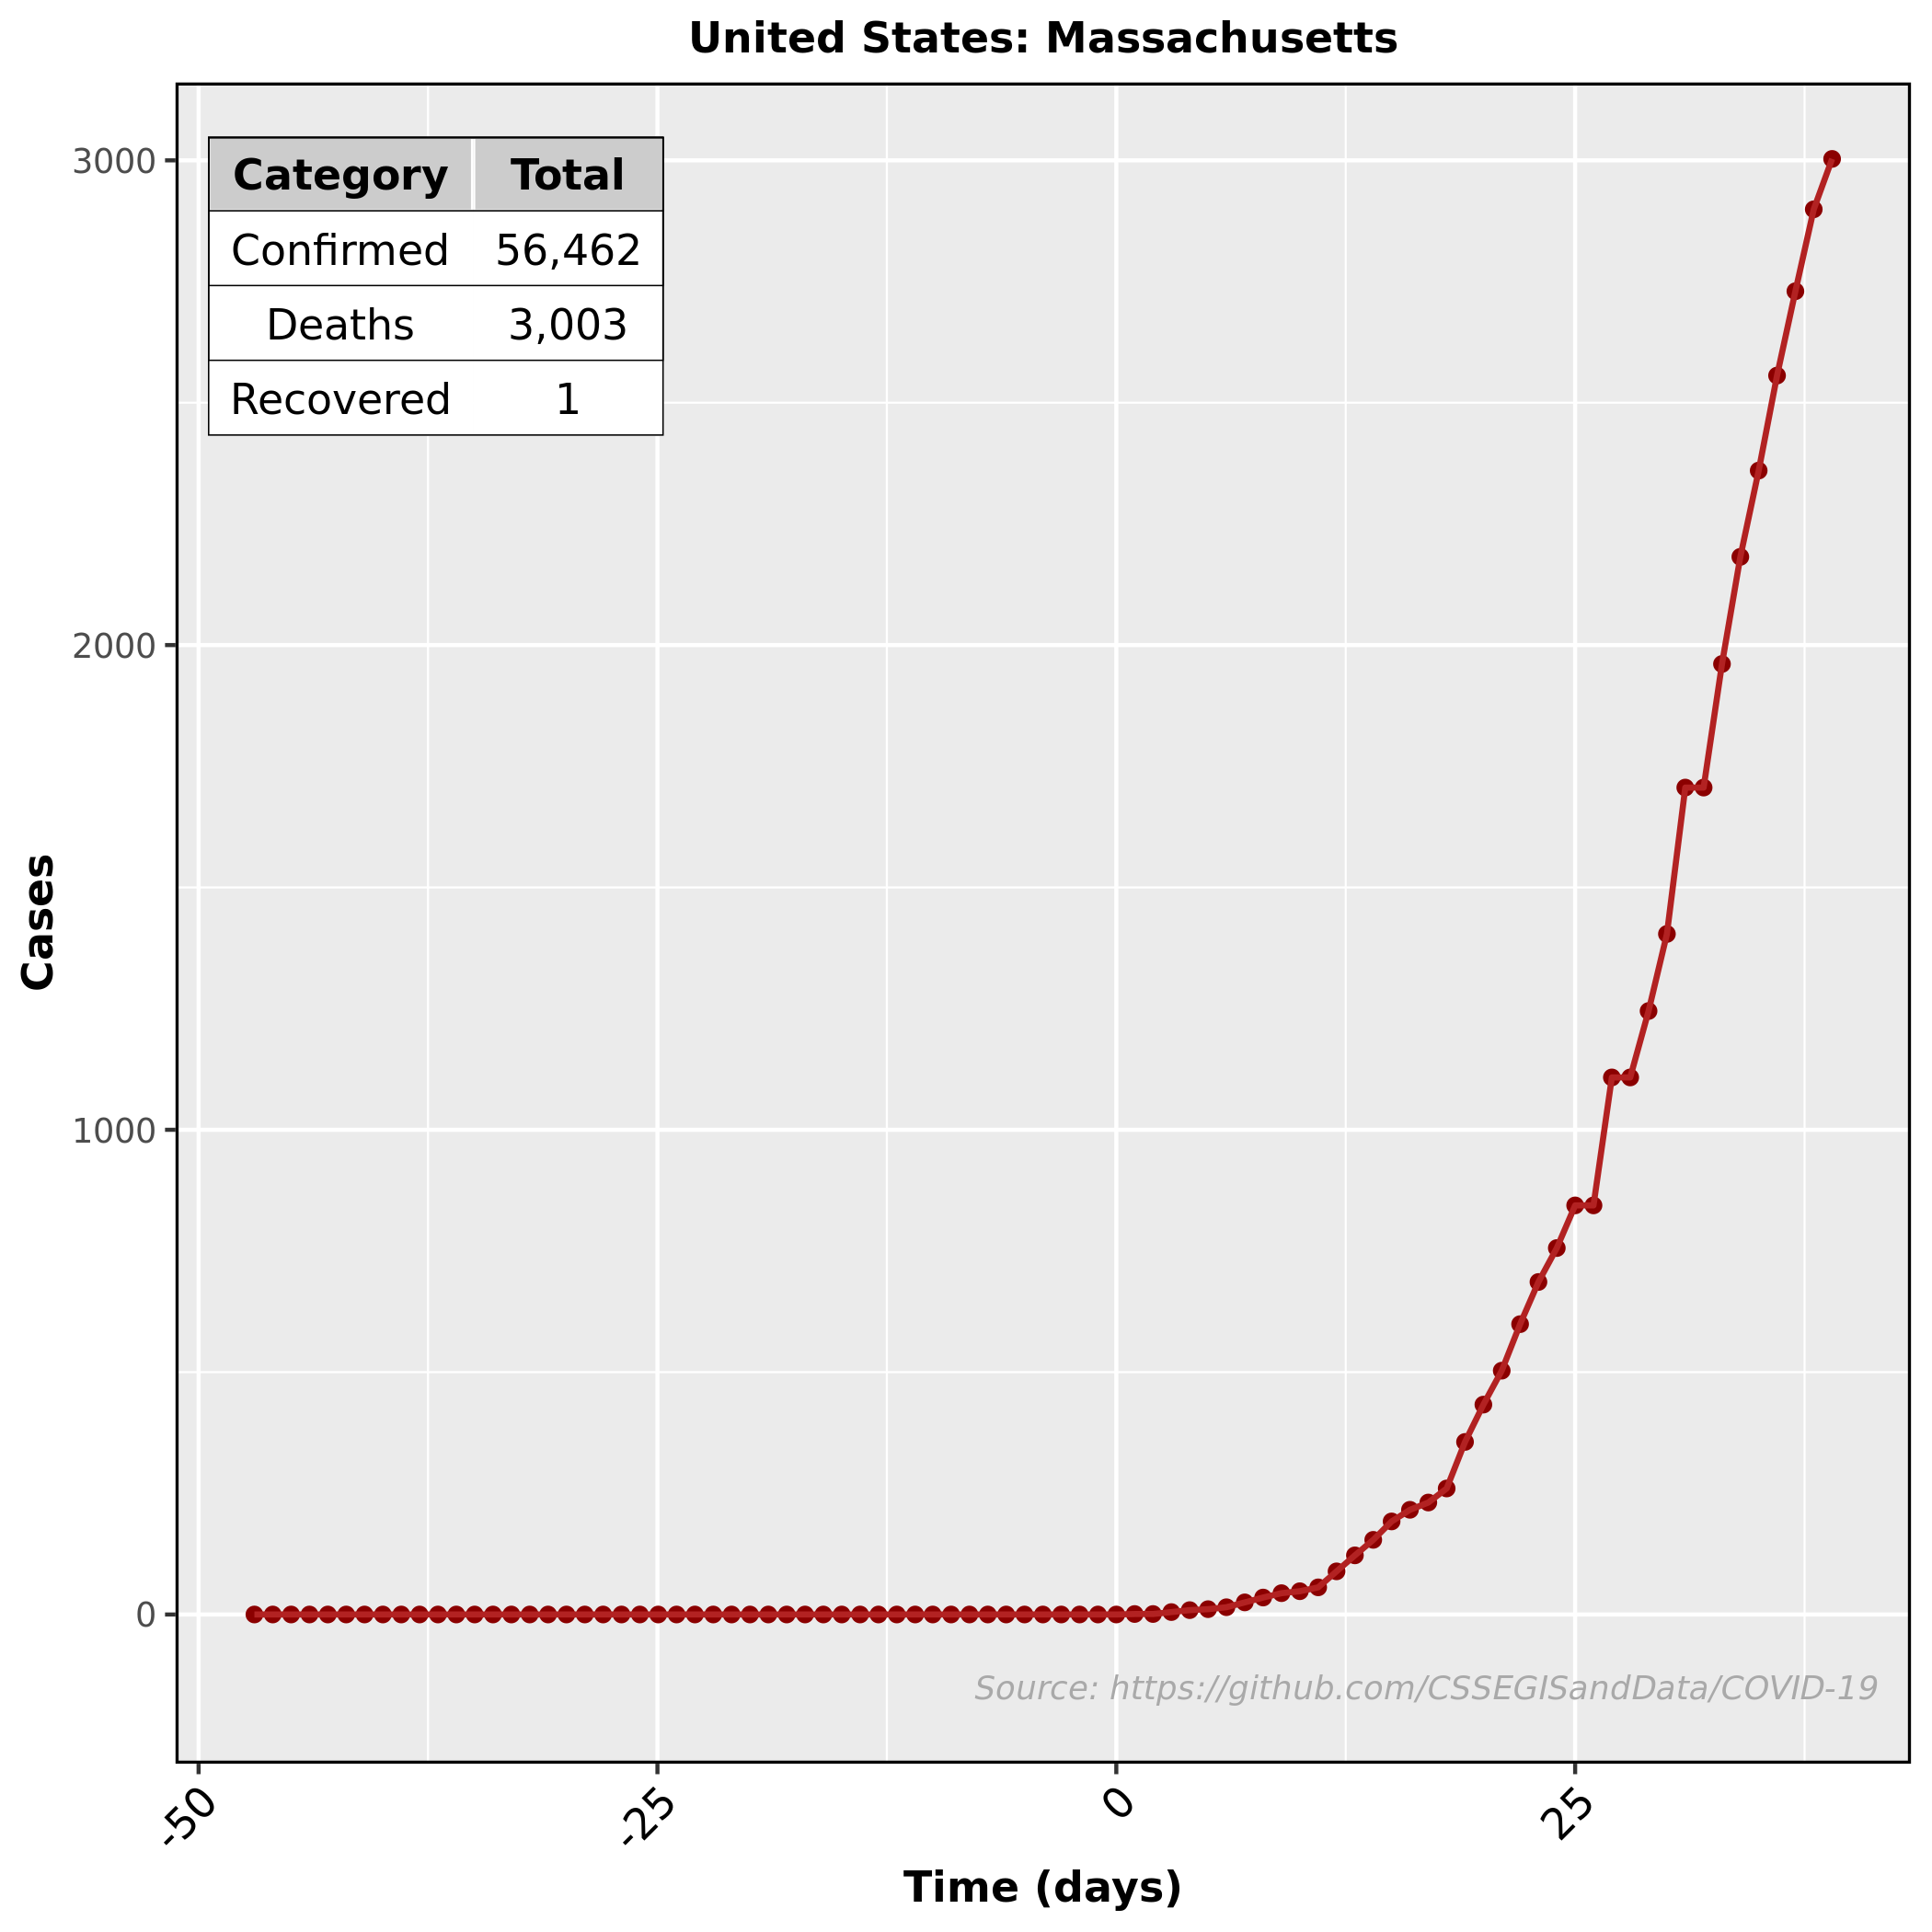 United States: Massachusetts
3000
2000
1000
0
Cases
Category Total
Confirmed 56,462
Deaths 3,003
Recovered 1
Source: https://github.com/CSSEGISandData/COVID-19
-50 -25 0 25
Time (days)